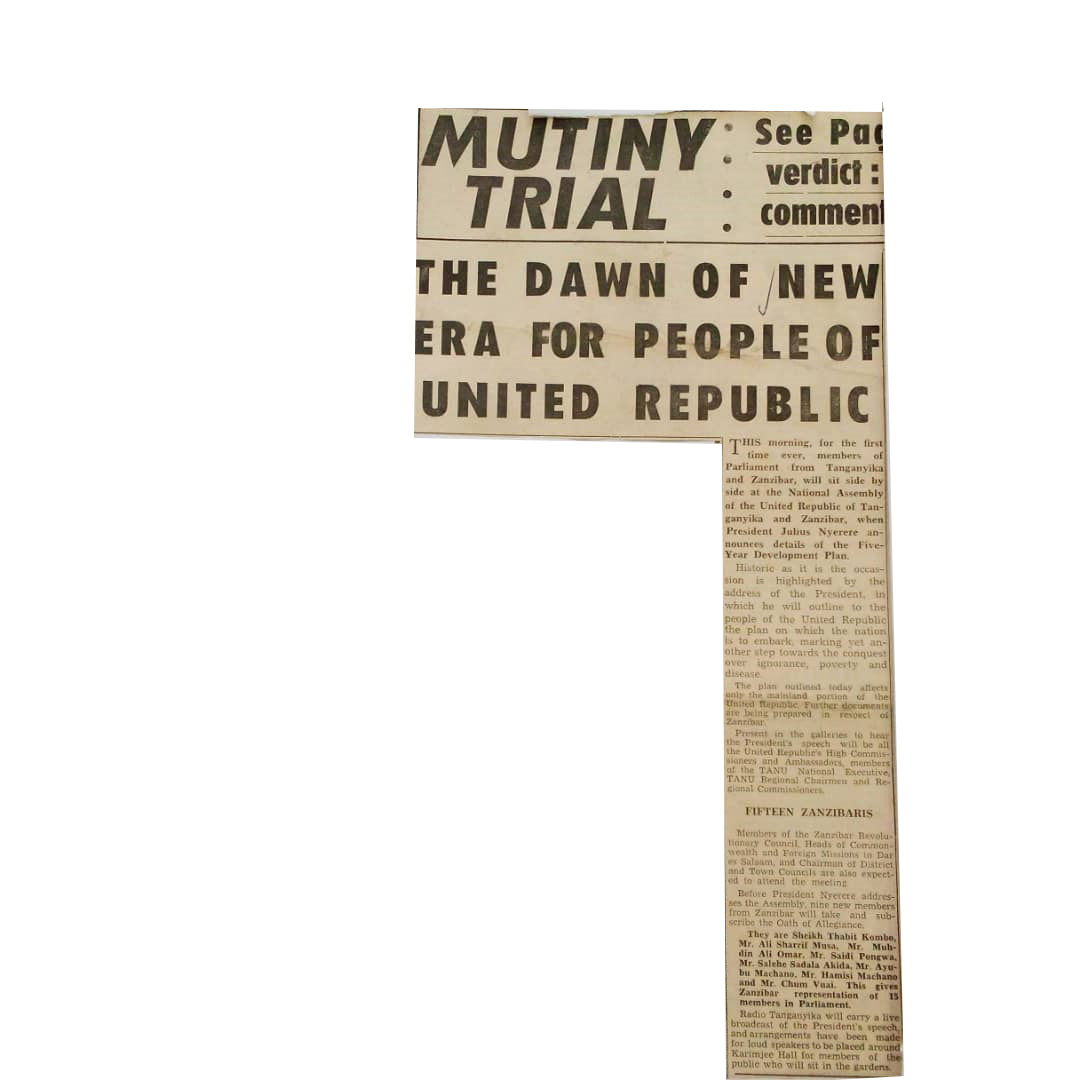 MUTINY
TRIAL
See Pag
verdict :
comment
THE DAWN OF NEW
ERA FOR PEOPLE OF
UNITED REPUBLIC
THIS morning, for the first
time ever, members of
Parliament from Tanganyika
and Zanzibar, will sit side by
side at the National Assembly
of the United Republic of Tan-
ganyika and Zanzibar, when
President Julius Nyerere an-
nounces details of the Five-
Year Development Plan.
Historic as it is the occas-
sion is highlighted by the
address of the President, in
which he will outline to the
people of the United Republic
the plan on which the nation
is to embark, marking yet an-
other step towards the conquest
over ignorance, poverty and
disease.
The plan outlined today affects
only the mainland portion of the
United Republic. Further documents
are being prepared in respect of
Zanzibar.
Present in the galleries to hear
the President's speech will be all
the United Republic's High Commis-
sioners and Ambassadors, members
of the TANU National Executive,
TANU Regional Chairmen and Re-
gional Commissioners.
FIFTEEN ZANZIBARIS
Members of the Zanzibar Revolu-
tionary Council, Heads of Common-
wealth and Foreign Missions in Dar
es Salaam, and Chairman of District
and Town Councils are also expect-
ed to attend the meeting.
Before President Nyerere addres-
ses the Assembly, nine new members
from Zanzibar will take and sub-
scribe the Oath of Allegiance.
They are Sheikh Thabit Kombo,
Mr. Ali Sharrif Musa, Mr. Muh-
din Ali Omar, Mr. Saidi Pongwa,
Mr. Salehe Sadala Akida, Mr. Ayu-
bu Machano, Mr. Hamisi Machano
and Mr. Chum Vuai. This gives
Zanzibar representation of 15
members in Parliament.
Radio Tanganyika will carry a live
broadcast of the President's speech,
and arrangements have been made
for loud speakers to be placed around
Karimjee Hall for members of the
public who will sit in the gardens.